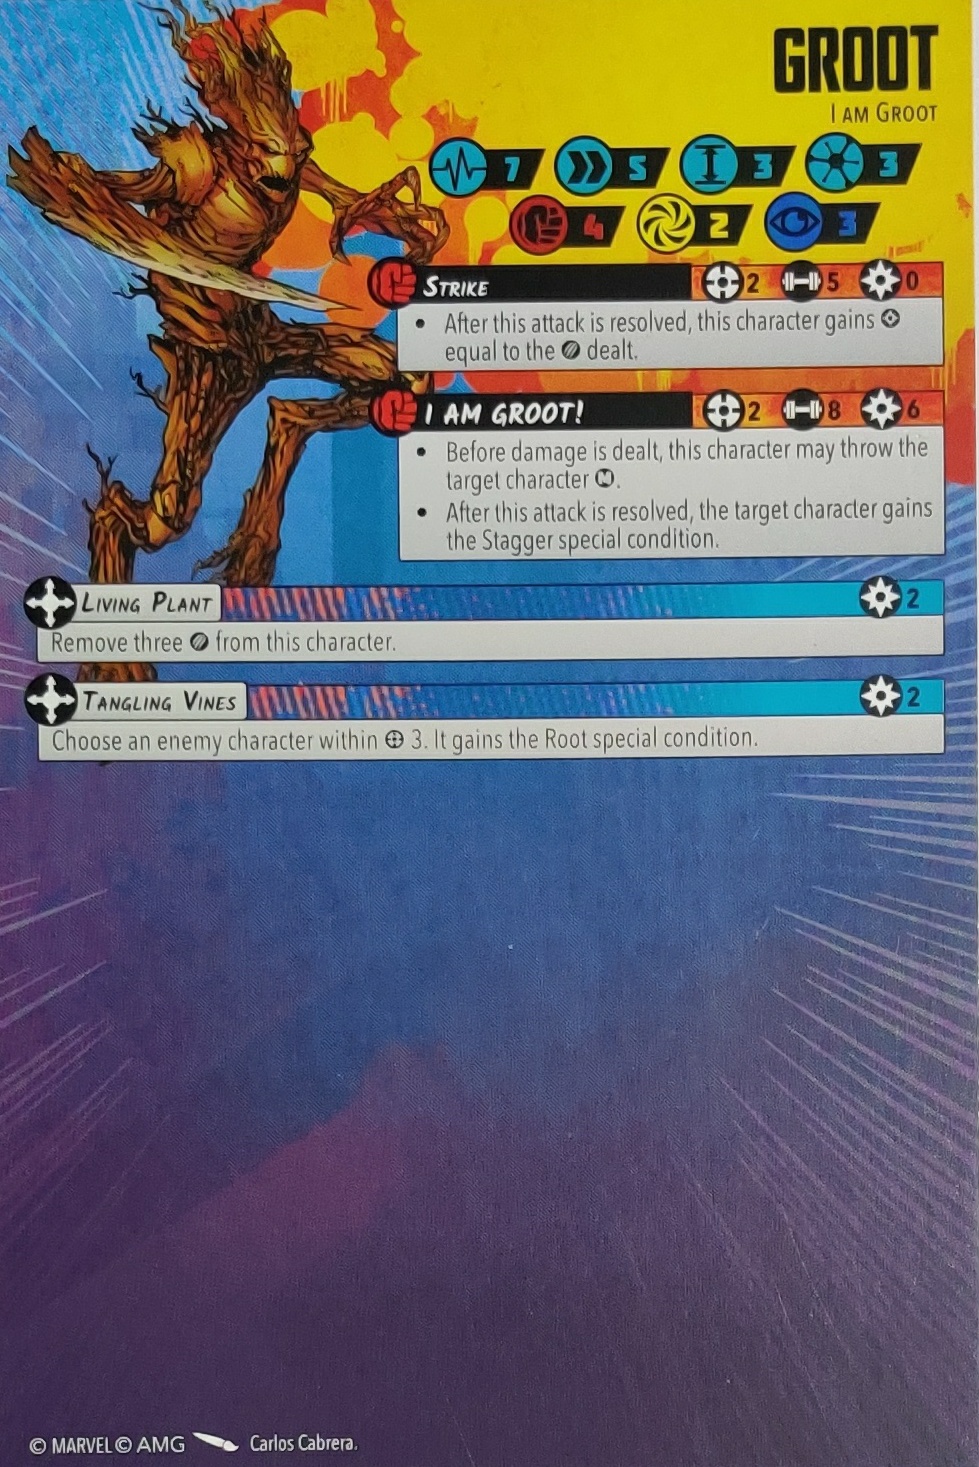 GROOT
I AM GROOT
7 5 3 3
4 2 3
STRIKE 2 5 0
• After this attack is resolved, this character gains
equal to the dealt.
I AM GROOT! 2 8 6
• Before damage is dealt, this character may throw the
target character M.
• After this attack is resolved, the target character gains
the Stagger special condition.
LIVING PLANT 2
Remove three from this character.
TANGLING VINES 2
Choose an enemy character within 3. It gains the Root special condition.
© MARVEL © AMG Carlos Cabrera.